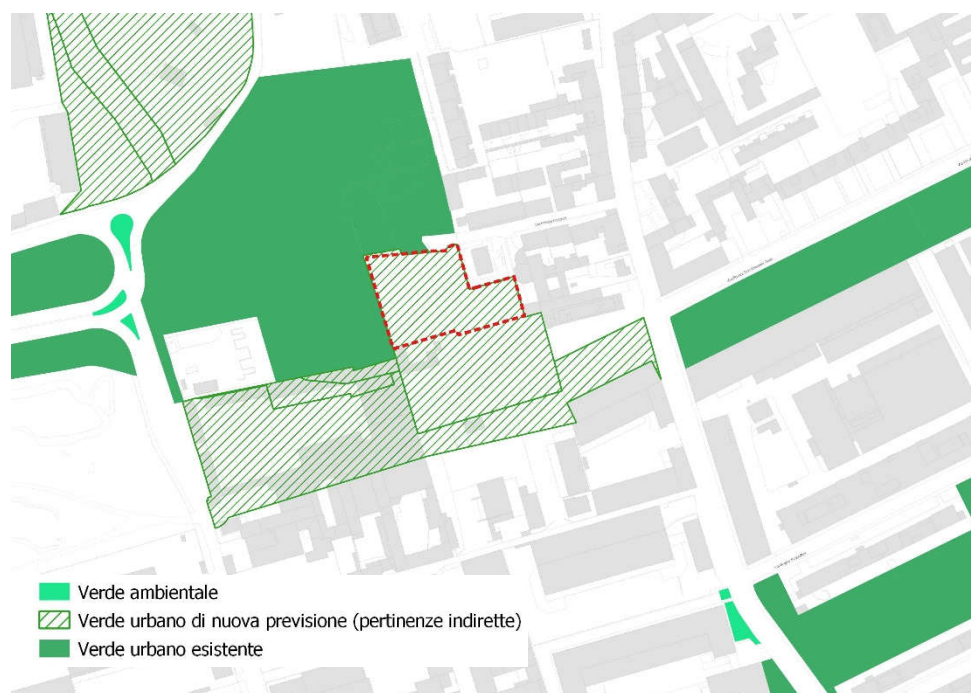 Verde ambientale
Verde urbano di nuova previsione (pertinenze indirette)
Verde urbano esistente